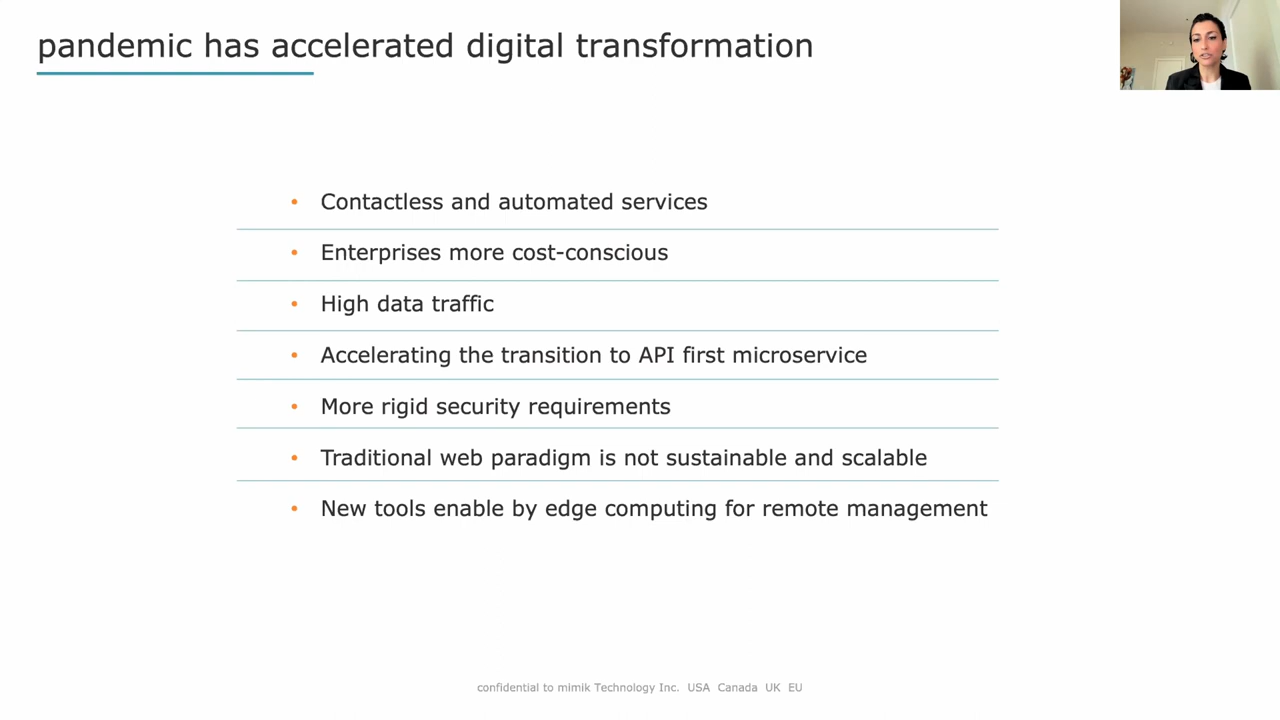 pandemic has accelerated digital transformation
• Contactless and automated services
• Enterprises more cost-conscious
• High data traffic
• Accelerating the transition to API first microservice
• More rigid security requirements
• Traditional web paradigm is not sustainable and scalable
• New tools enable by edge computing for remote management
confidential to mimik Technology Inc. USA Canada UK EU